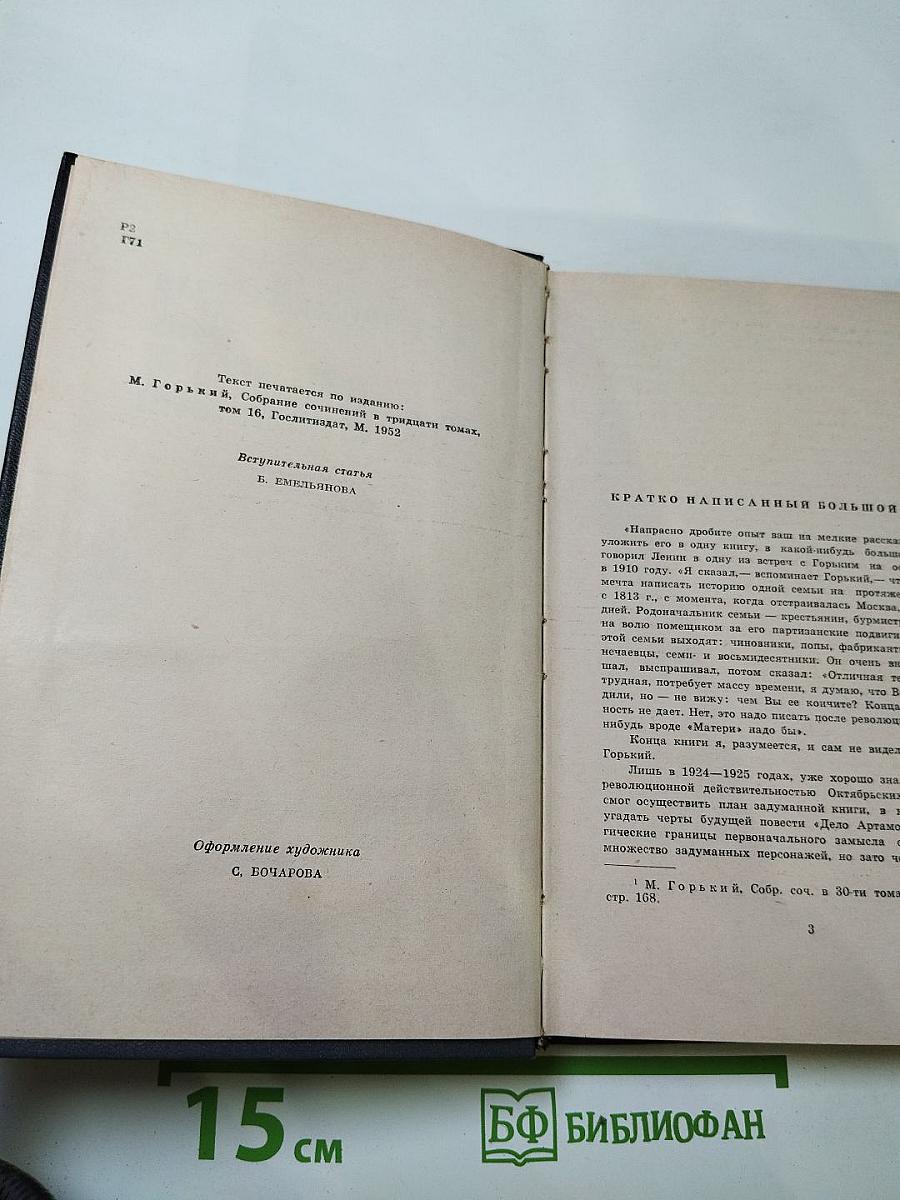 Р2
Г71
Текст печатается по изданию:
М. Горький, Собрание сочинений в тридцати томах,
том 16, Гослитиздат, М. 1952
Вступительная статья
Б. ЕМЕЛЬЯНОВА
Оформление художника
С. БОЧАРОВА
КРАТКО НАПИСАННЫЙ БОЛЬШОЙ
«Напрасно дробите опыт ваш на мелкие расска
уложить его в одну книгу, в какой-нибудь больш
говорил Ленин в одну из встреч с Горьким на о
в 1910 году. «Я сказал,— вспоминает Горький,— чт
мечта написать историю одной семьи на протяже
с 1813 г., с момента, когда отстраивалась Москва,
дней. Родоначальник семьи — крестьянин, бурмист
на волю помещиком за его партизанские подвиги
этой семьи выходят: чиновники, попы, фабрикант
нечаевцы, семи- и восьмидесятники. Он очень вн
шал, выспрашивал, потом сказал: «Отличная те
трудная, потребует массу времени, я думаю, что В
дили, но — не вижу: чем Вы ее кончите? Конца
ность не дает. Нет, это надо писать после революц
нибудь вроде «Матери» надо бы».
Конца книги я, разумеется, и сам не видел
Горький.
Лишь в 1924—1925 годах, уже хорошо зна
революционной действительностью Октябрьских
смог осуществить план задуманной книги, в к
угадать черты будущей повести «Дело Артамо
гические границы первоначального замысла с
множество задуманных персонажей, но зато че
1 М. Горький, Собр. соч. в 30-ти тома
стр. 168.
3
15 см
БФ БИБЛИОФАН